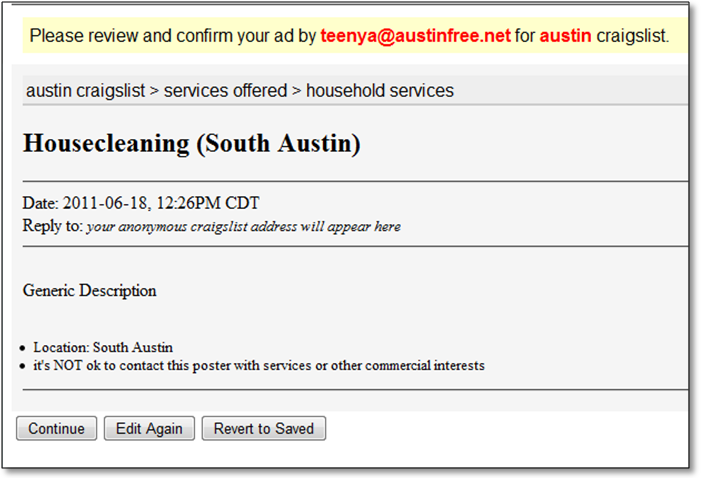 Please review and confirm your ad by teenya@austinfree.net for austin craigslist.
austin craigslist > services offered > household services
Housecleaning (South Austin)
Date: 2011-06-18, 12:26PM CDT
Reply to: your anonymous craigslist address will appear here
Generic Description
• Location: South Austin
• it's NOT ok to contact this poster with services or other commercial interests
Continue Edit Again Revert to Saved